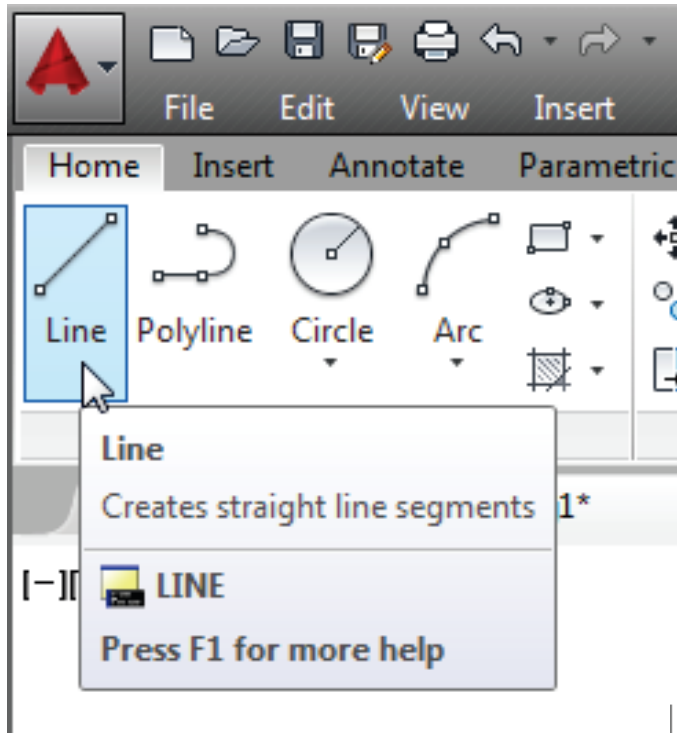 File Edit View Insert
Home Insert Annotate Parametric
Line Polyline Circle Arc
Line
Creates straight line segments
1*
[−][
LINE
Press F1 for more help